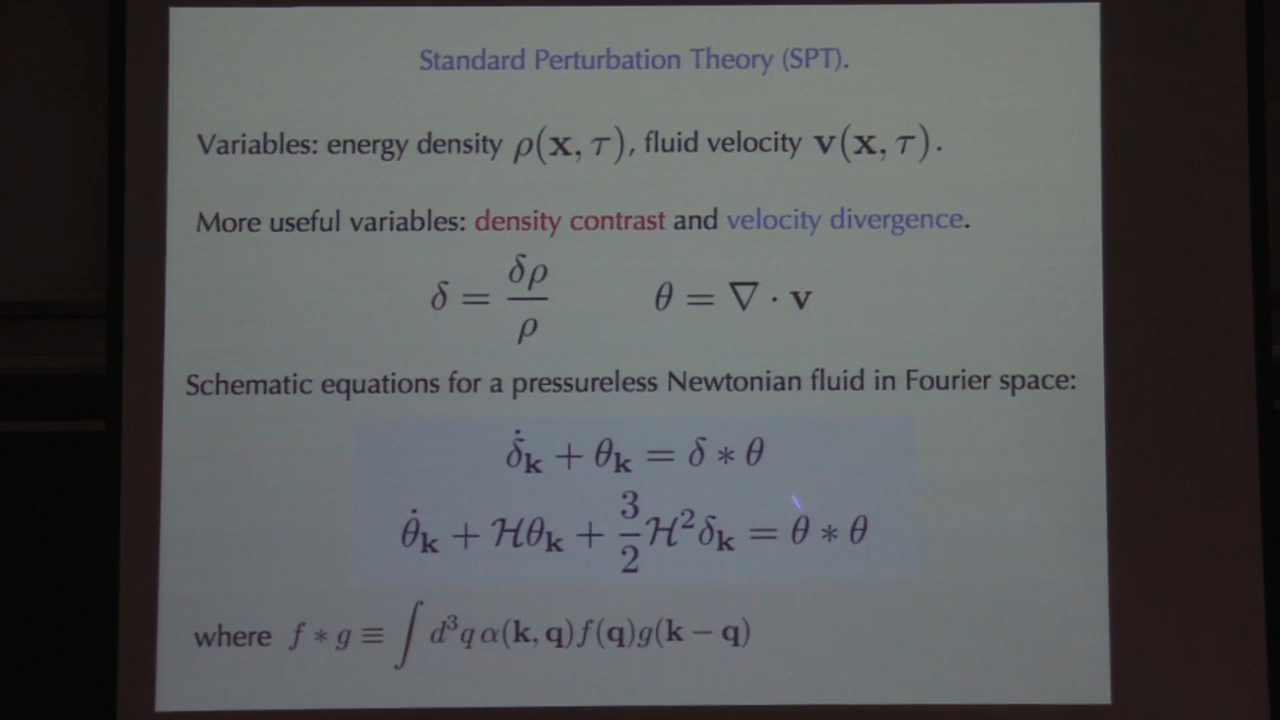 Standard Perturbation Theory (SPT).
Variables: energy density ρ(x, τ), fluid velocity v(x, τ).
More useful variables: density contrast and velocity divergence.
δ = δρ/ρ θ = ∇ · v
Schematic equations for a pressureless Newtonian fluid in Fourier space:
δ̇ₖ + θₖ = δ ∗ θ
θ̇ₖ + ℋθₖ + 3/2 ℋ²δₖ = θ ∗ θ
where f ∗ g ≡ ∫ d³q α(k, q) f(q)g(k − q)